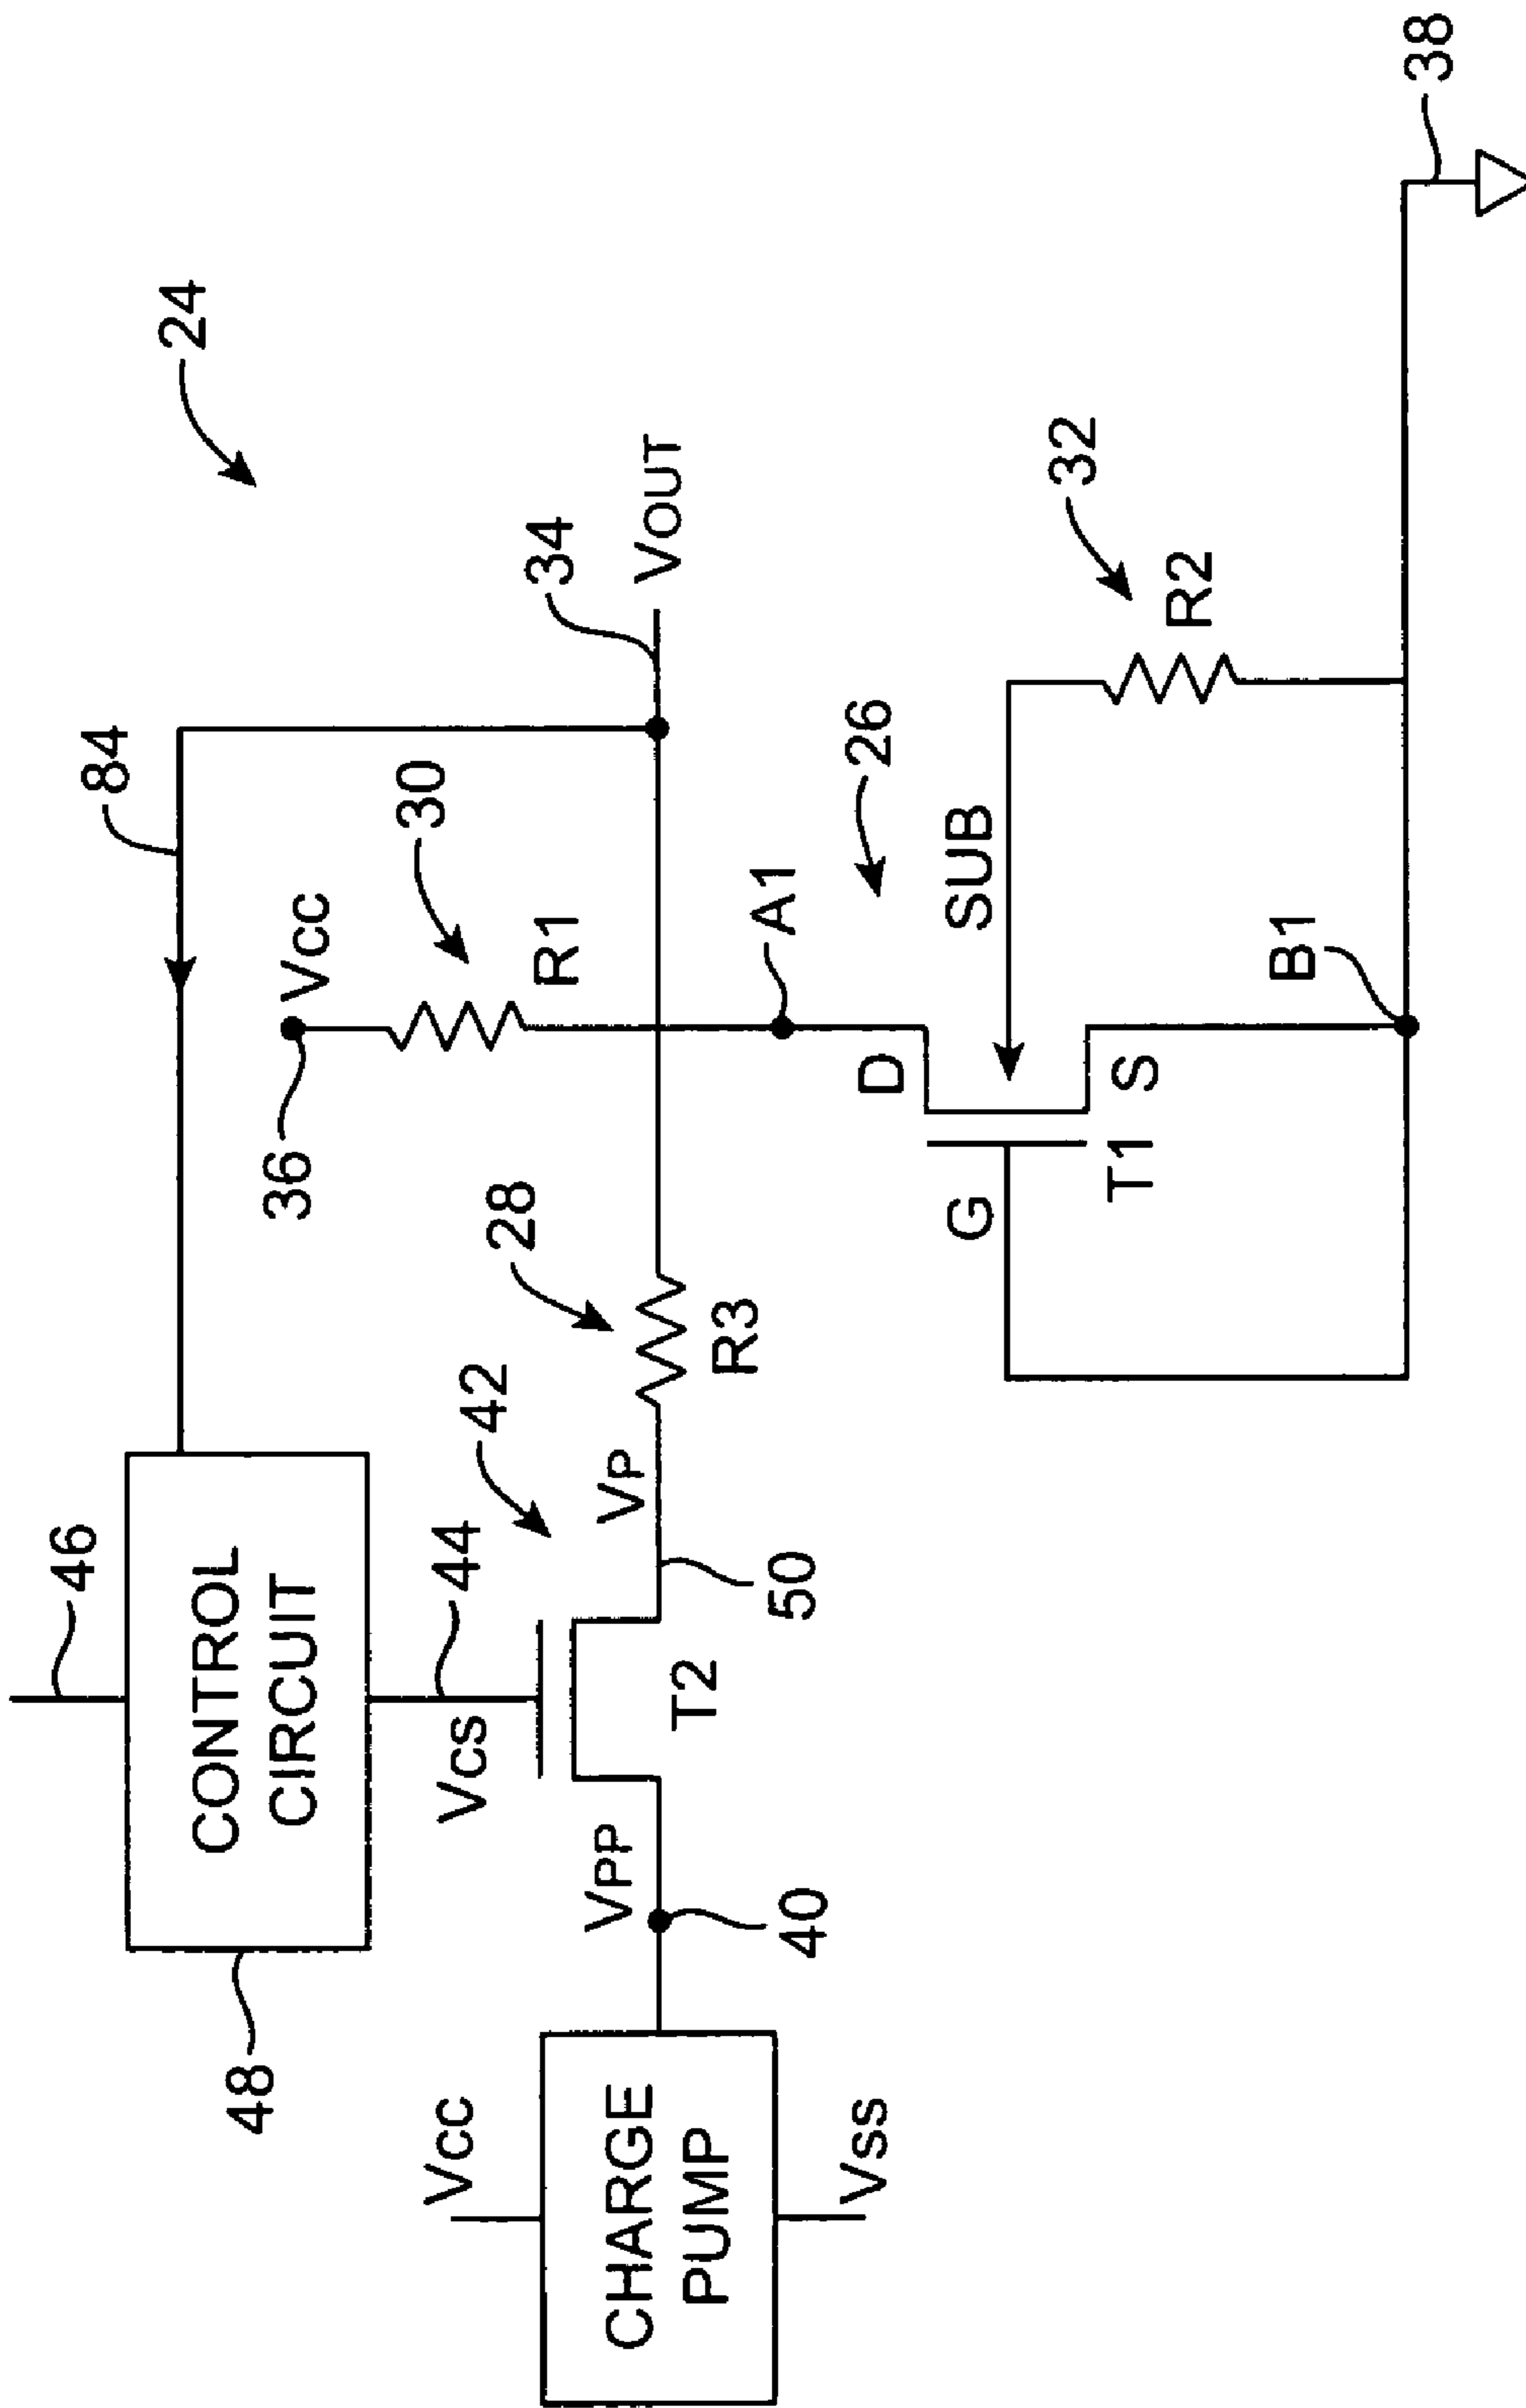 24
84
46
CONTROL
CIRCUIT
48
36
VCC
30
R1
34
VOUT
44
VCS
42
28
VP
R3
50
T2
VPP
40
VCC
CHARGE
PUMP
VSS
A1
26
D
SUB
G
S
T1
32
R2
B1
38